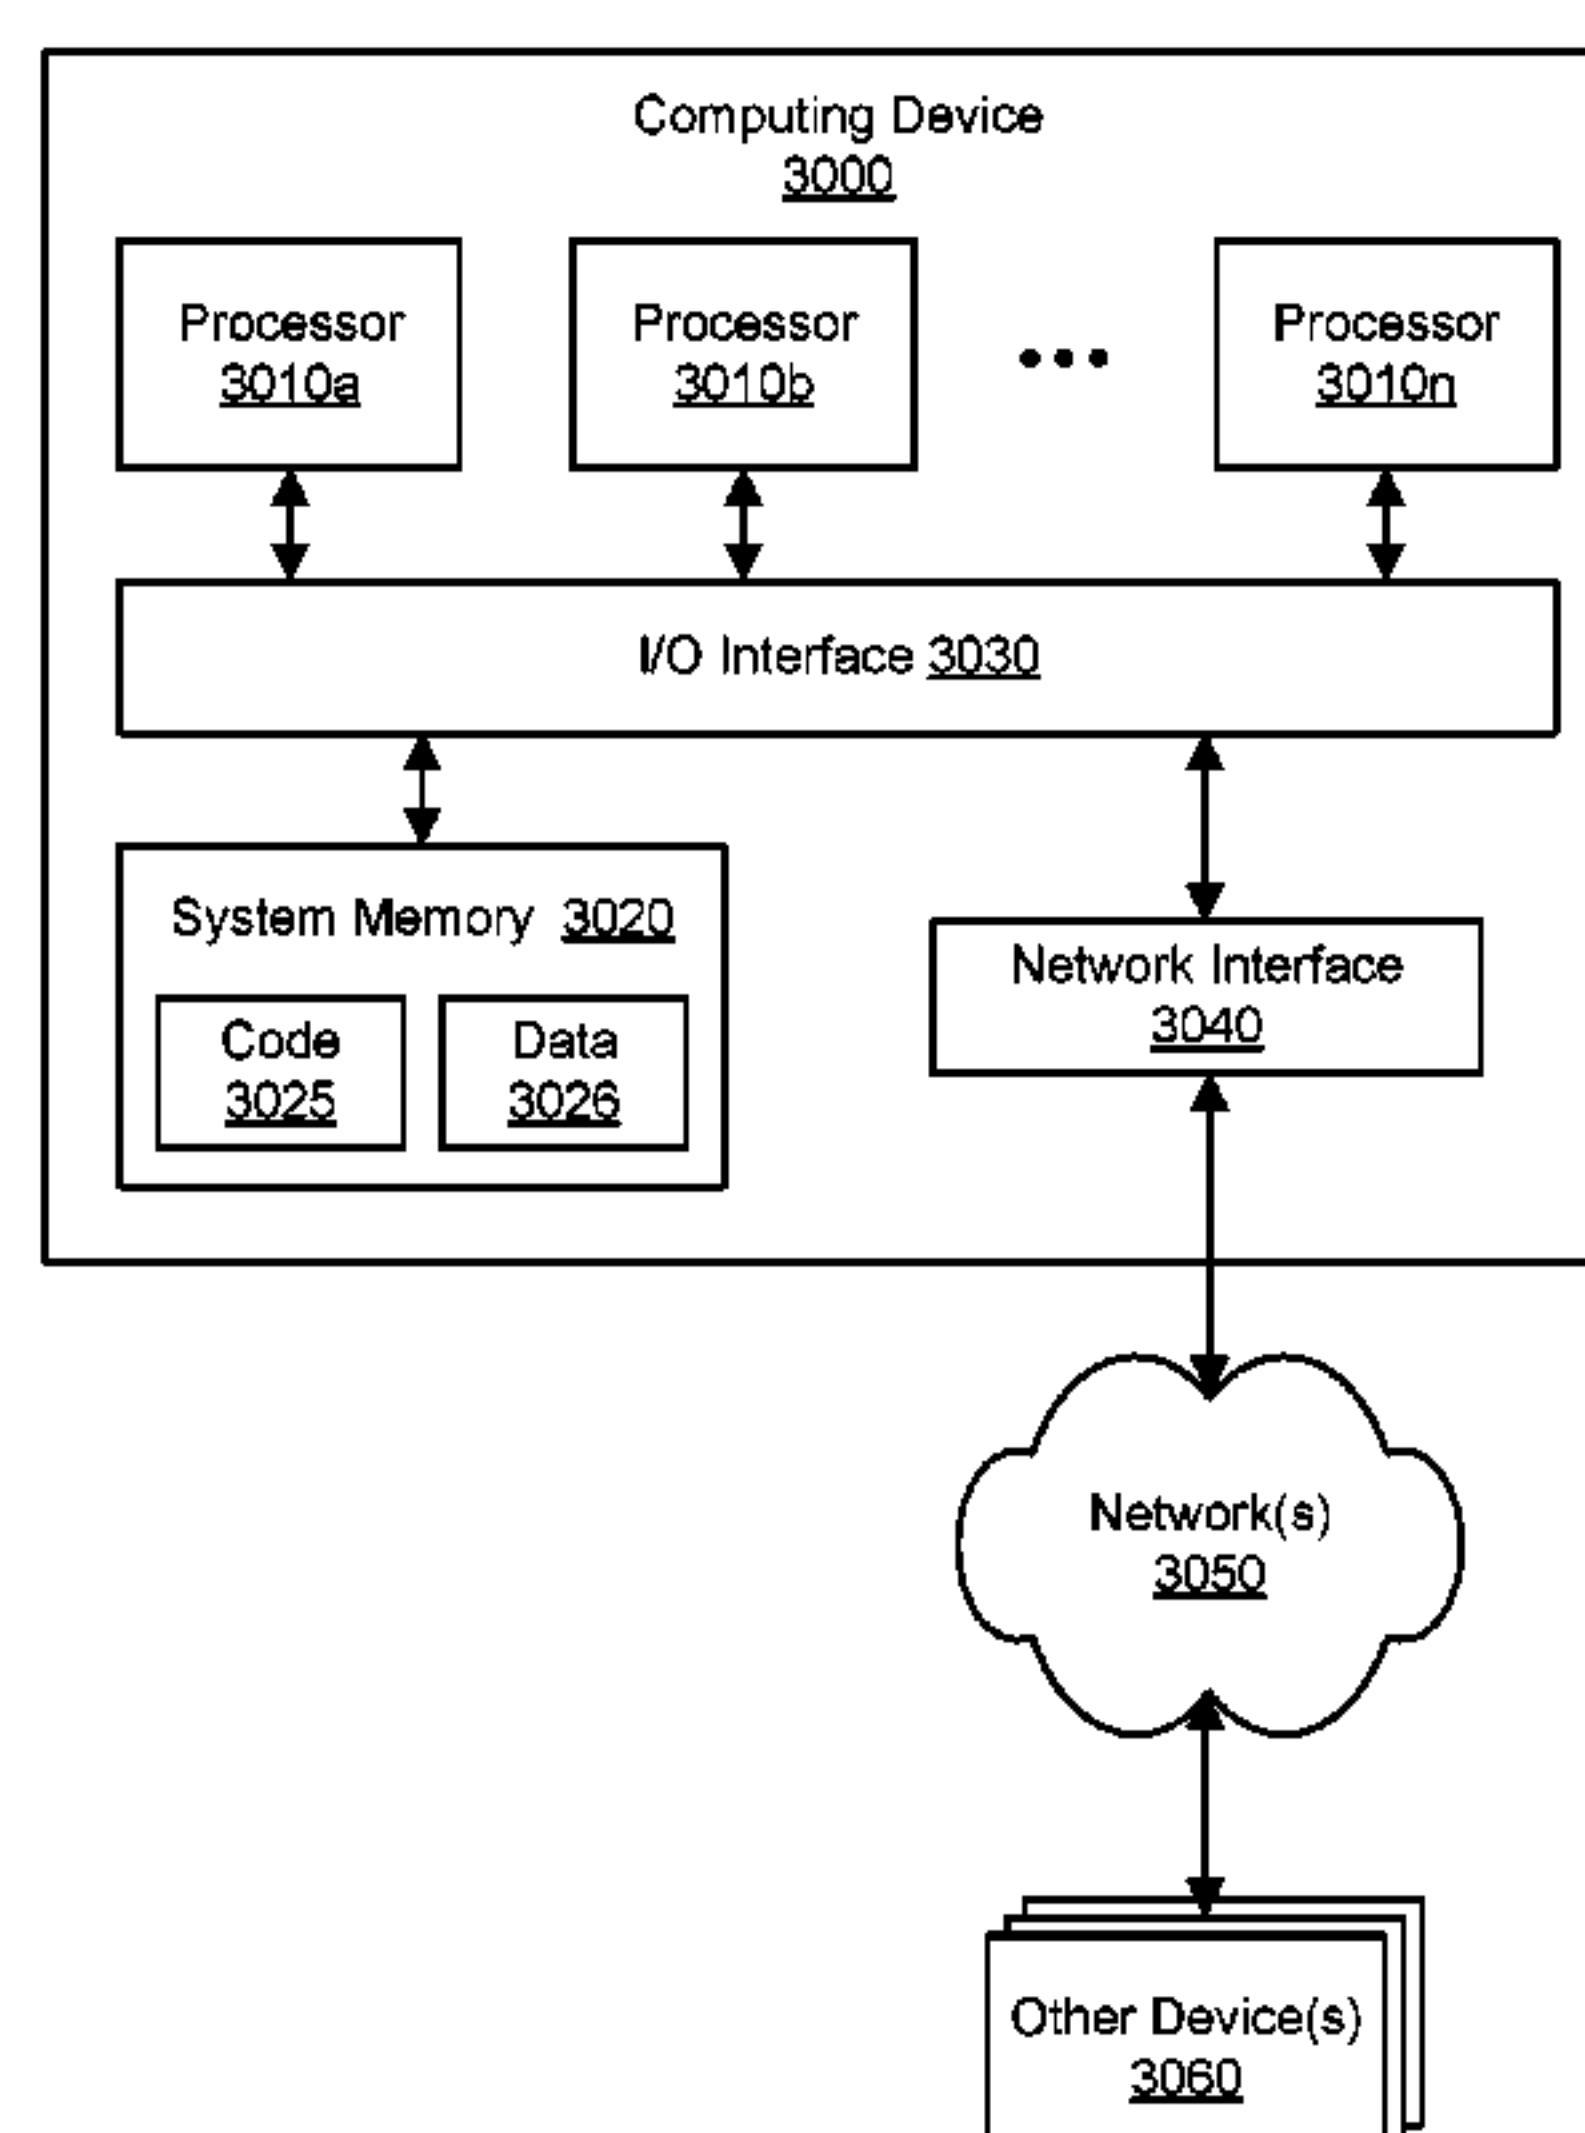 Computing Device
3000
Processor
3010a
Processor
3010b
Processor
3010n
I/O Interface 3030
System Memory 3020
Code
3025
Data
3026
Network Interface
3040
Network(s)
3050
Other Device(s)
3060